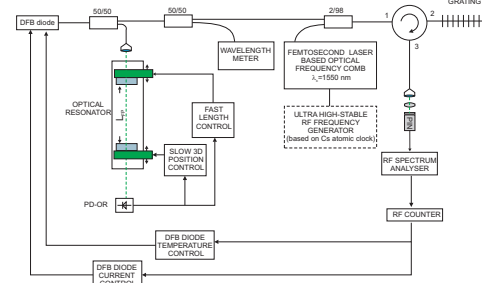 GRATING
50/50
50/50
2/98
1
2
3
DFB diode
WAVELENGTH
METER
FEMTOSECOND LASER
BASED OPTICAL
FREQUENCY COMB
λ =1550 nm
OPTICAL
RESONATOR
FAST
LENGTH
CONTROL
ULTRA HIGH-STABLE
RF FREQUENCY
GENERATOR
(based on Cs atomic clock)
PIN
SLOW 3D
POSITION
CONTROL
RF SPECTRUM
ANALYSER
PD-OR
RF COUNTER
DFB DIODE
TEMPERATURE
CONTROL
DFB DIODE
CURRENT
CONTROL